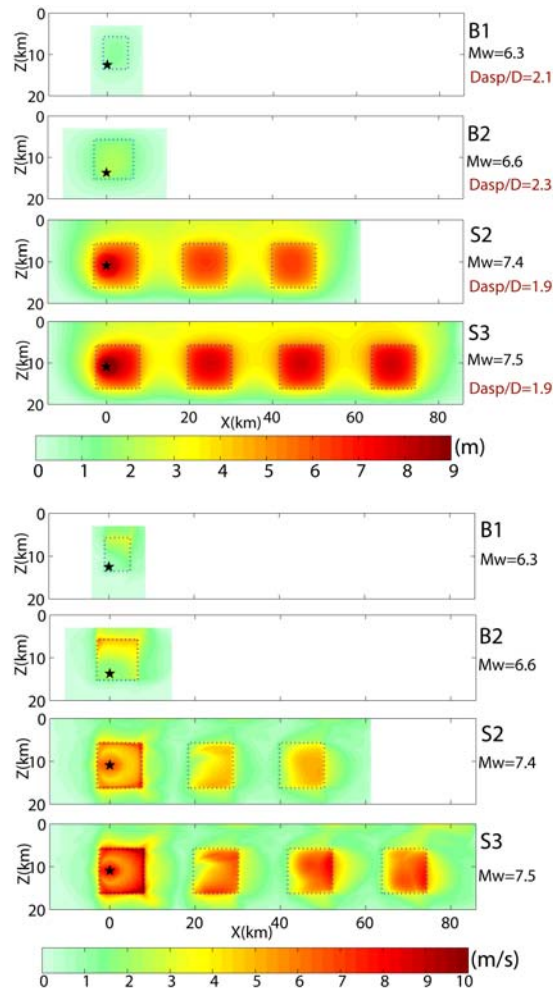 0
10
20
Z(km)
B1
Mw=6.3
Dasp/D=2.1
0
10
20
Z(km)
B2
Mw=6.6
Dasp/D=2.3
0
10
20
Z(km)
S2
Mw=7.4
Dasp/D=1.9
0
10
20
Z(km)
S3
Mw=7.5
Dasp/D=1.9
0 20 40 60 80
X(km)
0 1 2 3 4 5 6 7 8 9
(m)
0
10
20
Z(km)
B1
Mw=6.3
0
10
20
Z(km)
B2
Mw=6.6
0
10
20
Z(km)
S2
Mw=7.4
0
10
20
Z(km)
S3
Mw=7.5
0 20 40 60 80
X(km)
0 1 2 3 4 5 6 7 8 9 10
(m/s)